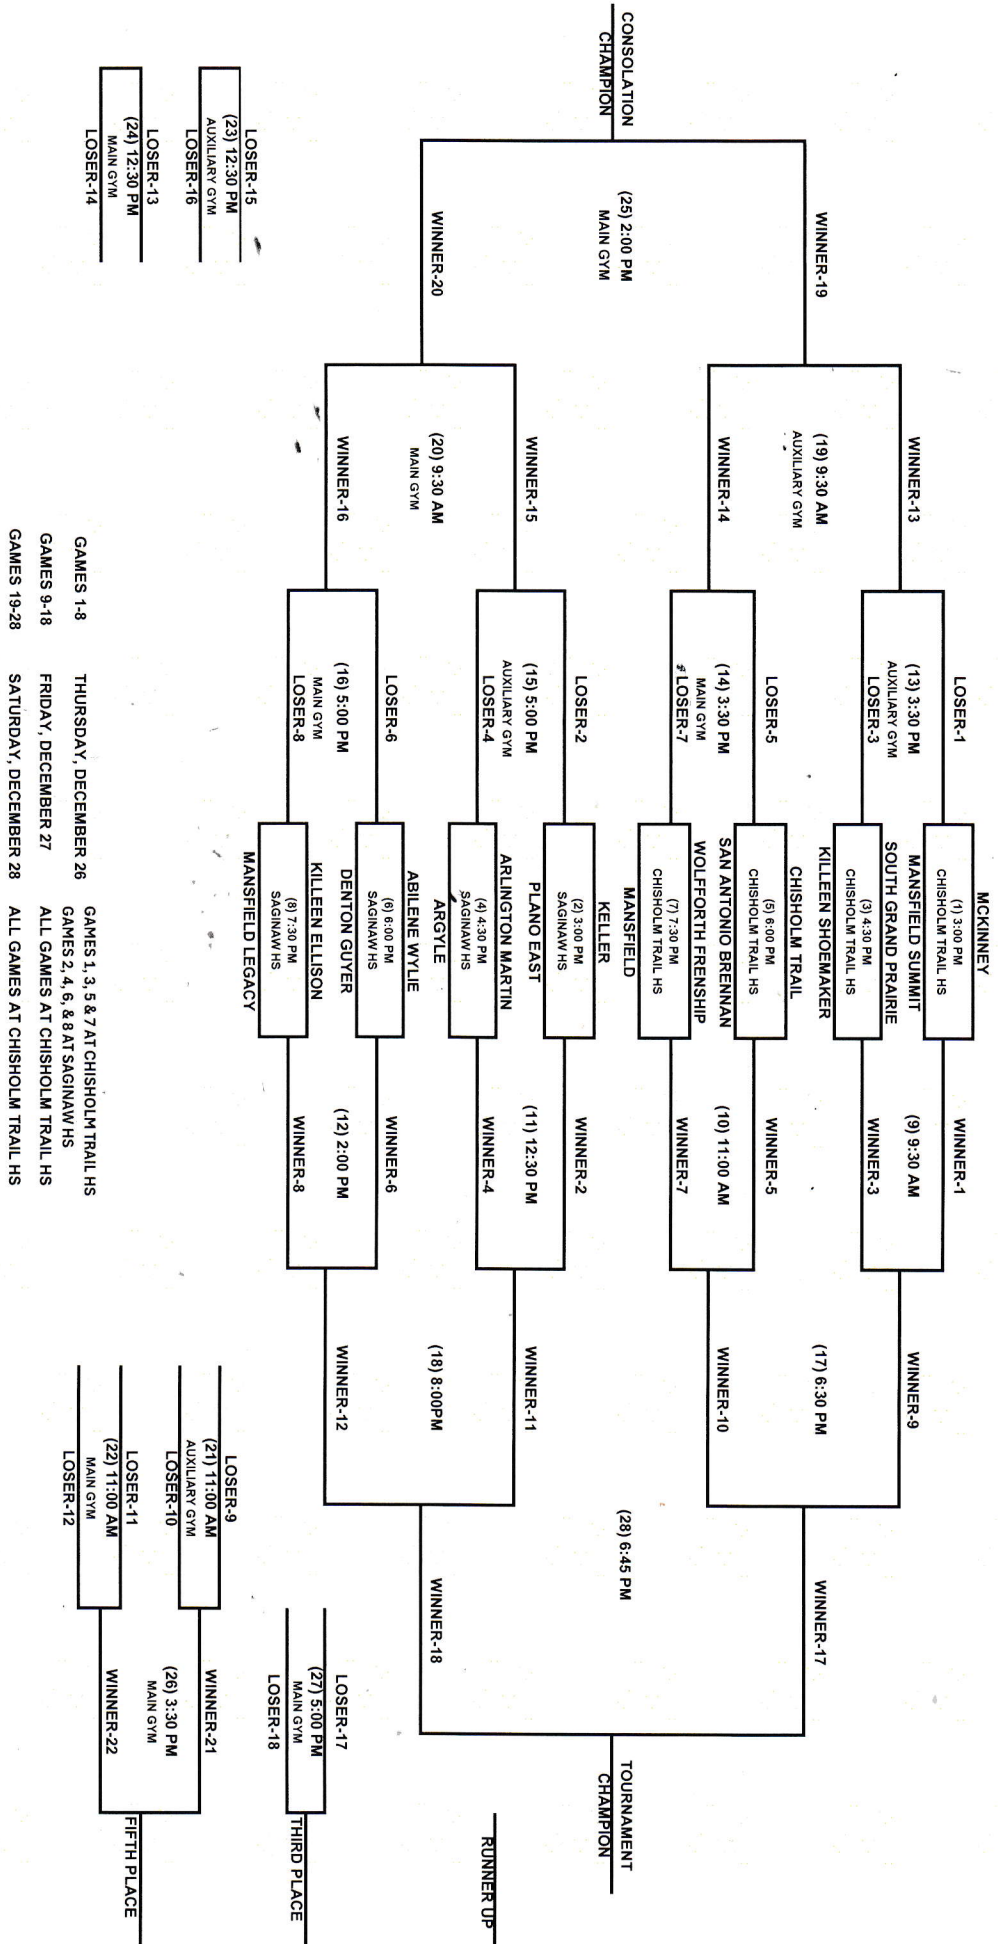 MCKINNEY
(1) 3:00 PM
CHISHOLM TRAIL HS
MANSFIELD SUMMIT
SOUTH GRAND PRAIRIE
(3) 4:30 PM
CHISHOLM TRAIL HS
KILLEEN SHOEMAKER
CHISHOLM TRAIL
(5) 6:00 PM
CHISHOLM TRAIL HS
SAN ANTONIO BRENNAN
WOLFFORTH FRENSHIP
(7) 7:30 PM
CHISHOLM TRAIL HS
MANSFIELD
KELLER
(2) 3:00 PM
SAGINAW HS
PLANO EAST
ARLINGTON MARTIN
(4) 4:30 PM
SAGINAW HS
ARGYLE
ABILENE WYLIE
(6) 6:00 PM
SAGINAW HS
DENTON GUYER
KILLEEN ELLISON
(8) 7:30 PM
SAGINAW HS
MANSFIELD LEGACY
LOSER-1
(13) 3:30 PM
AUXILIARY GYM
LOSER-3
LOSER-5
(14) 3:30 PM
MAIN GYM
LOSER-7
LOSER-2
(15) 5:00 PM
AUXILIARY GYM
LOSER-4
LOSER-6
(16) 5:00 PM
MAIN GYM
LOSER-8
WINNER-13
(19) 9:30 AM
AUXILIARY GYM
WINNER-14
WINNER-15
(20) 9:30 AM
MAIN GYM
WINNER-16
WINNER-19
(25) 2:00 PM
MAIN GYM
WINNER-20
CONSOLATION
CHAMPION
LOSER-15
(23) 12:30 PM
AUXILIARY GYM
LOSER-16
LOSER-13
(24) 12:30 PM
MAIN GYM
LOSER-14
WINNER-1
(9) 9:30 AM
WINNER-3
WINNER-5
(10) 11:00 AM
WINNER-7
WINNER-2
(11) 12:30 PM
WINNER-4
WINNER-6
(12) 2:00 PM
WINNER-8
WINNER-9
(17) 6:30 PM
WINNER-10
WINNER-11
(18) 8:00PM
WINNER-12
WINNER-17
(28) 6:45 PM
WINNER-18
TOURNAMENT
CHAMPION
RUNNER UP
LOSER-17
(27) 5:00 PM
MAIN GYM
LOSER-18
THIRD PLACE
LOSER-9
(21) 11:00 AM
AUXILIARY GYM
LOSER-10
LOSER-11
(22) 11:00 AM
MAIN GYM
LOSER-12
WINNER-21
(26) 3:30 PM
MAIN GYM
WINNER-22
FIFTH PLACE
GAMES 1-8 THURSDAY, DECEMBER 26 GAMES 1, 3, 5 & 7 AT CHISHOLM TRAIL HS
GAMES 2, 4, 6, & 8 AT SAGINAW HS
GAMES 9-18 FRIDAY, DECEMBER 27 ALL GAMES AT CHISHOLM TRAIL HS
GAMES 19-28 SATURDAY, DECEMBER 28 ALL GAMES AT CHISHOLM TRAIL HS